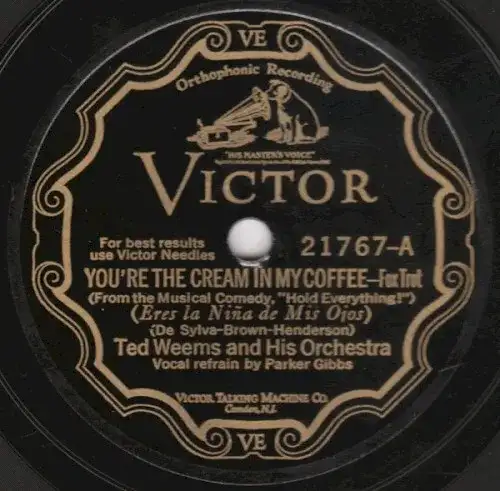 VE
Orthophonic Recording
"HIS MASTER'S VOICE"
VICTOR
For best results
use Victor Needles
21767-A
YOU'RE THE CREAM IN MY COFFEE—Fox Trot
(From the Musical Comedy, "Hold Everything!")
(Eres la Niña de Mis Ojos)
(De Sylva-Brown-Henderson)
Ted Weems and His Orchestra
Vocal refrain by Parker Gibbs
VICTOR TALKING MACHINE CO.
Camden, N.J.
VE